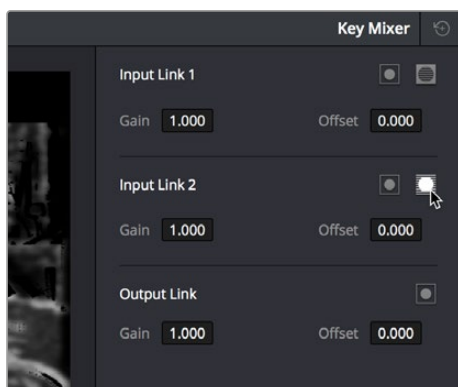 Key Mixer
Input Link 1
Gain 1.000 Offset 0.000
Input Link 2
Gain 1.000 Offset 0.000
Output Link
Gain 1.000 Offset 0.000